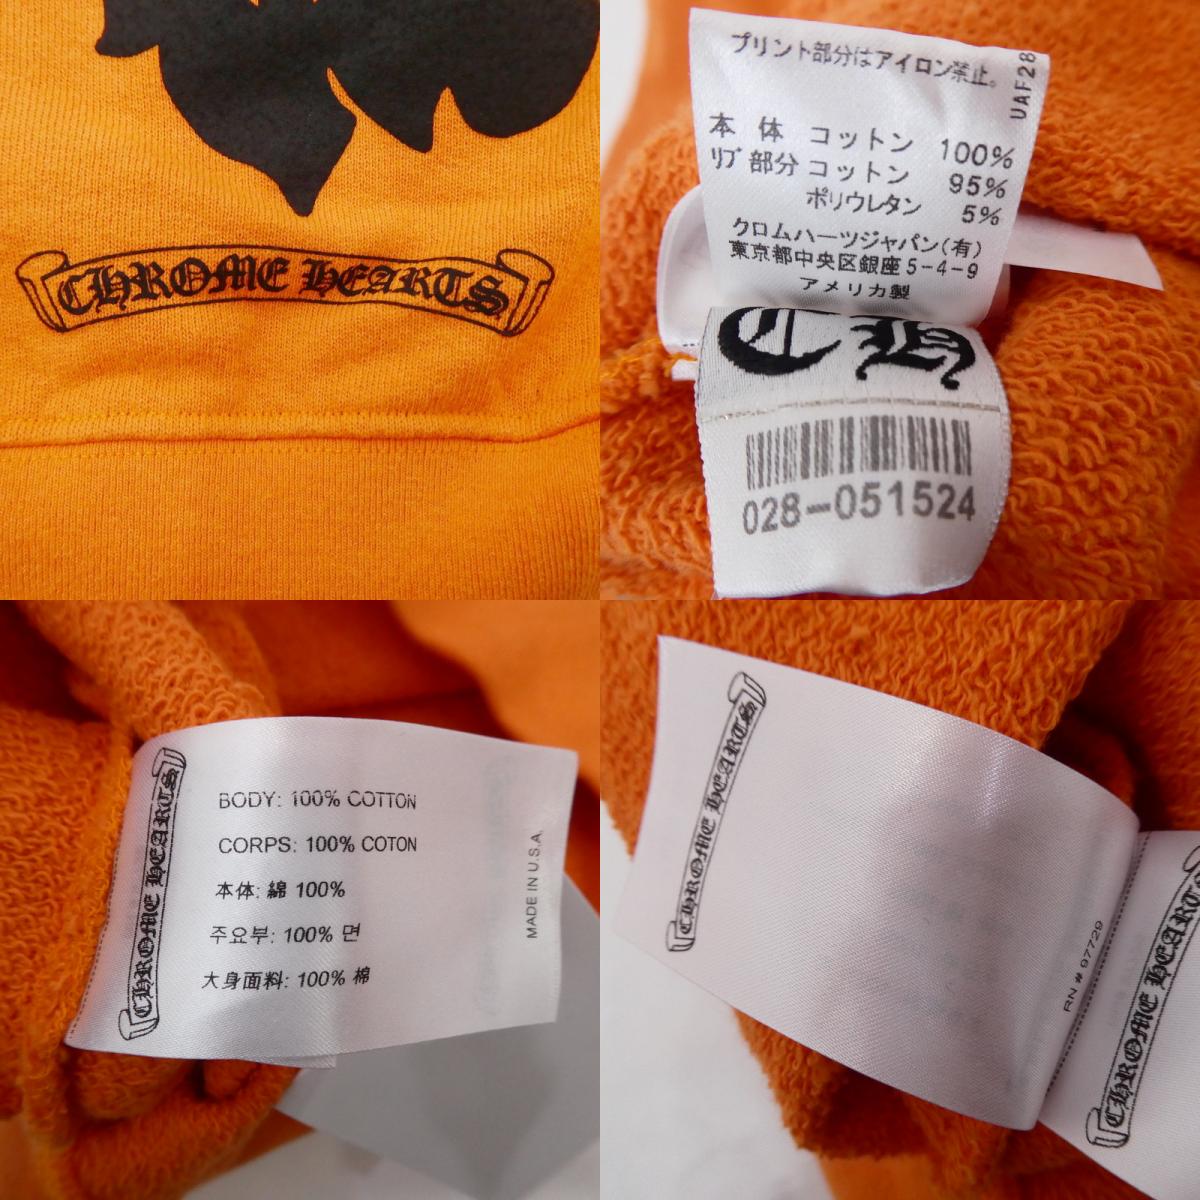 CHROME HEARTS
プリント部分はアイロン禁止。
UAF28
本 体 コットン 100%
リブ部分 コットン 95%
ポリウレタン 5%
クロムハーツジャパン(有)
東京都中央区銀座5-4-9
アメリカ製
CH
028-051524
CHROME HEARTS
BODY: 100% COTTON
CORPS: 100% COTON
本体: 綿 100%
주요부: 100% 면
大身面料: 100% 棉
MADE IN U.S.A.
CHROME HEARTS
RN # 97729
CHROME HEARTS